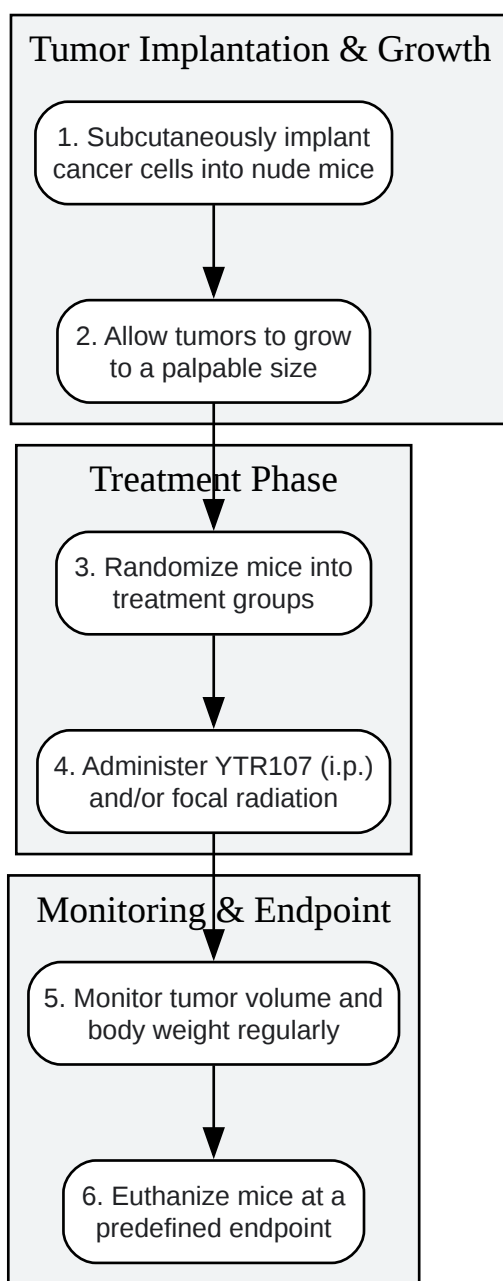 Tumor Implantation & Growth
1. Subcutaneously implant
cancer cells into nude mice
2. Allow tumors to grow
to a palpable size
Treatment Phase
3. Randomize mice into
treatment groups
4. Administer YTR107 (i.p.)
and/or focal radiation
Monitoring & Endpoint
5. Monitor tumor volume and
body weight regularly
6. Euthanize mice at a
predefined endpoint